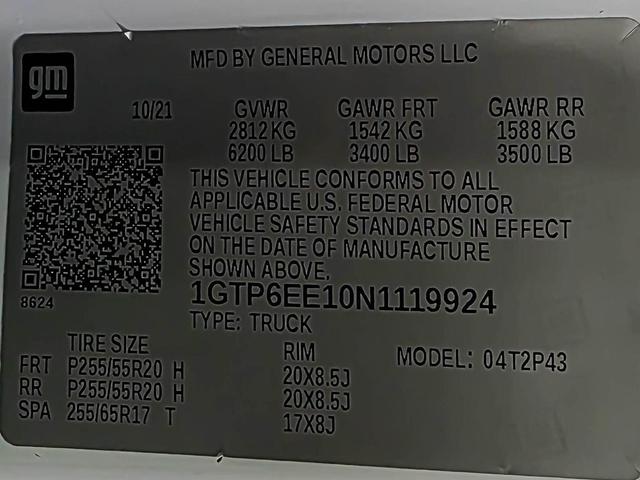 gm
MFD BY GENERAL MOTORS LLC
10/21 GVWR GAWR FRT GAWR RR
2812 KG 1542 KG 1588 KG
6200 LB 3400 LB 3500 LB
THIS VEHICLE CONFORMS TO ALL
APPLICABLE U.S. FEDERAL MOTOR
VEHICLE SAFETY STANDARDS IN EFFECT
ON THE DATE OF MANUFACTURE
SHOWN ABOVE.
8624
1GTP6EE10N1119924
TYPE: TRUCK
TIRE SIZE RIM MODEL: 04T2P43
FRT P255/55R20 H 20X8.5J
RR P255/55R20 H 20X8.5J
SPA 255/65R17 T 17X8J